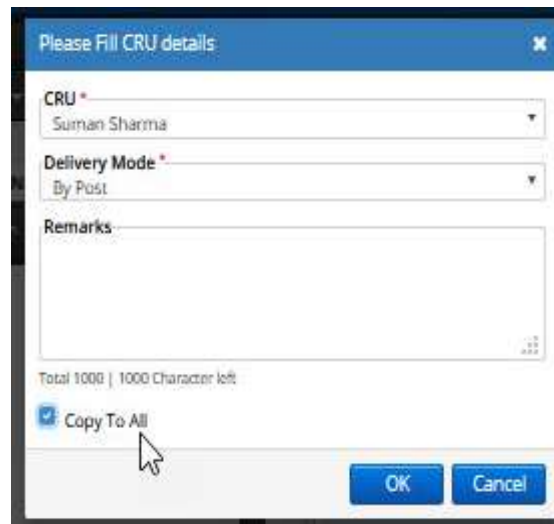 Please Fill CRU details
CRU *
Suman Sharma
Delivery Mode *
By Post
Remarks
Total 1000 | 1000 Character left
Copy To All
OK
Cancel